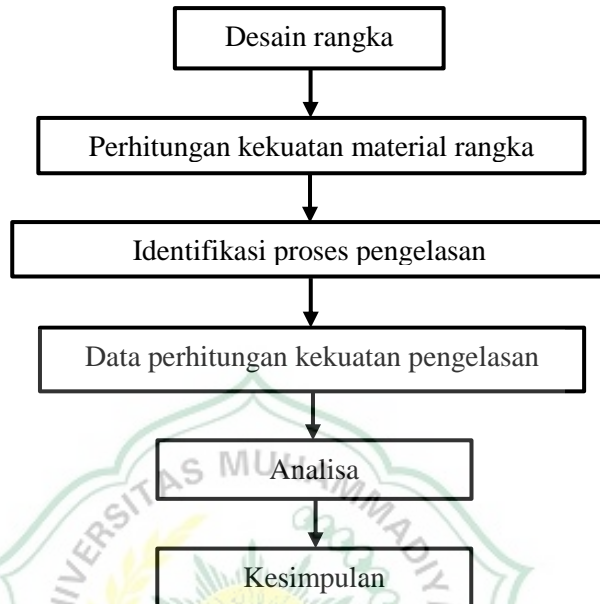 Desain rangka
Perhitungan kekuatan material rangka
Identifikasi proses pengelasan
Data perhitungan kekuatan pengelasan
Analisa
Kesimpulan